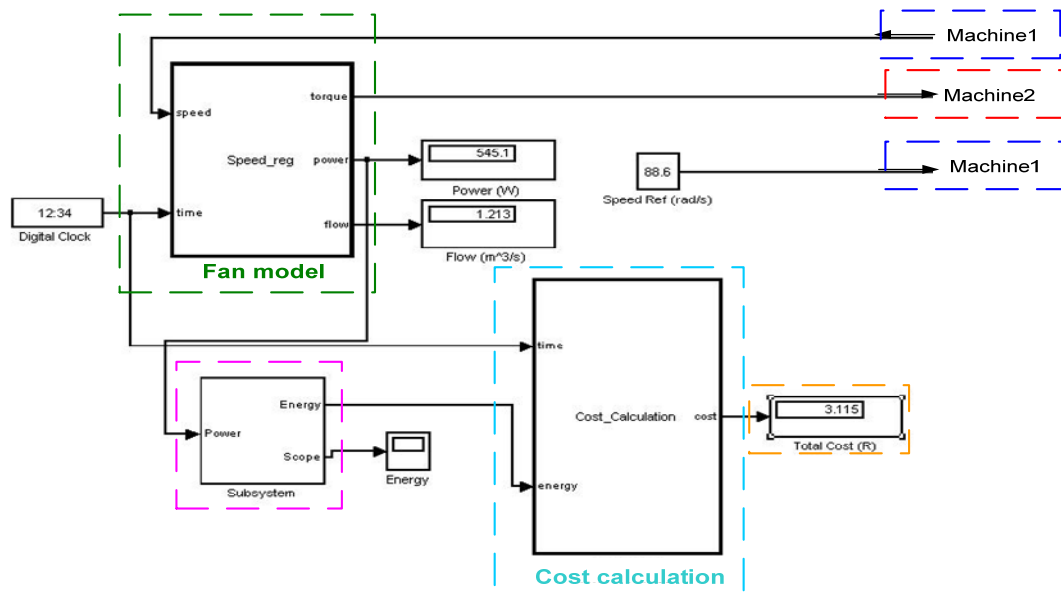 Machine1
torque
Machine2
speed
Speed_reg
power
545.1
Power (W)
88.6
Speed Ref (rad/s)
Machine1
12:34
Digital Clock
time
flow
1.213
Flow (m^3/s)
Fan model
time
Energy
Power
Scope
Subsystem
Energy
Cost_Calculation
cost
energy
3.115
Total Cost (R)
Cost calculation